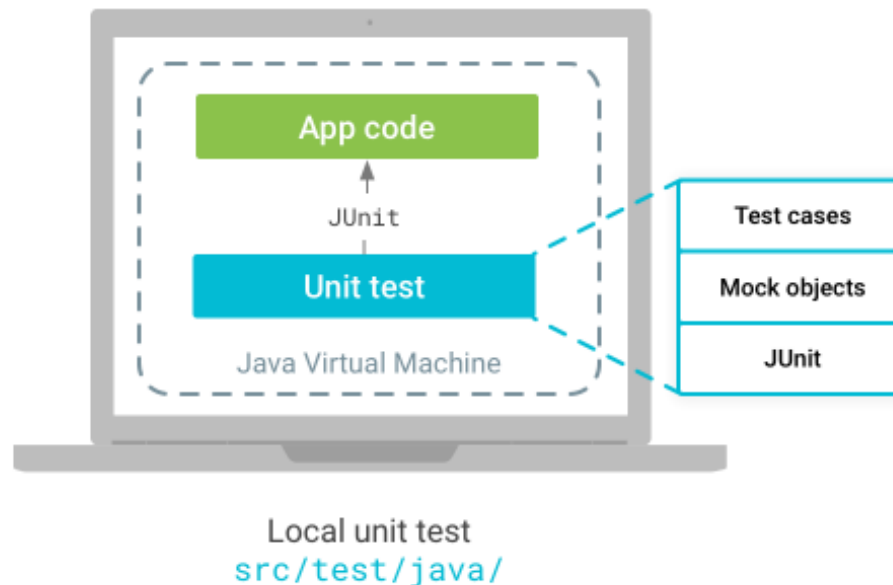 App code
JUnit
Unit test
Java Virtual Machine
Test cases
Mock objects
JUnit
Local unit test
src/test/java/